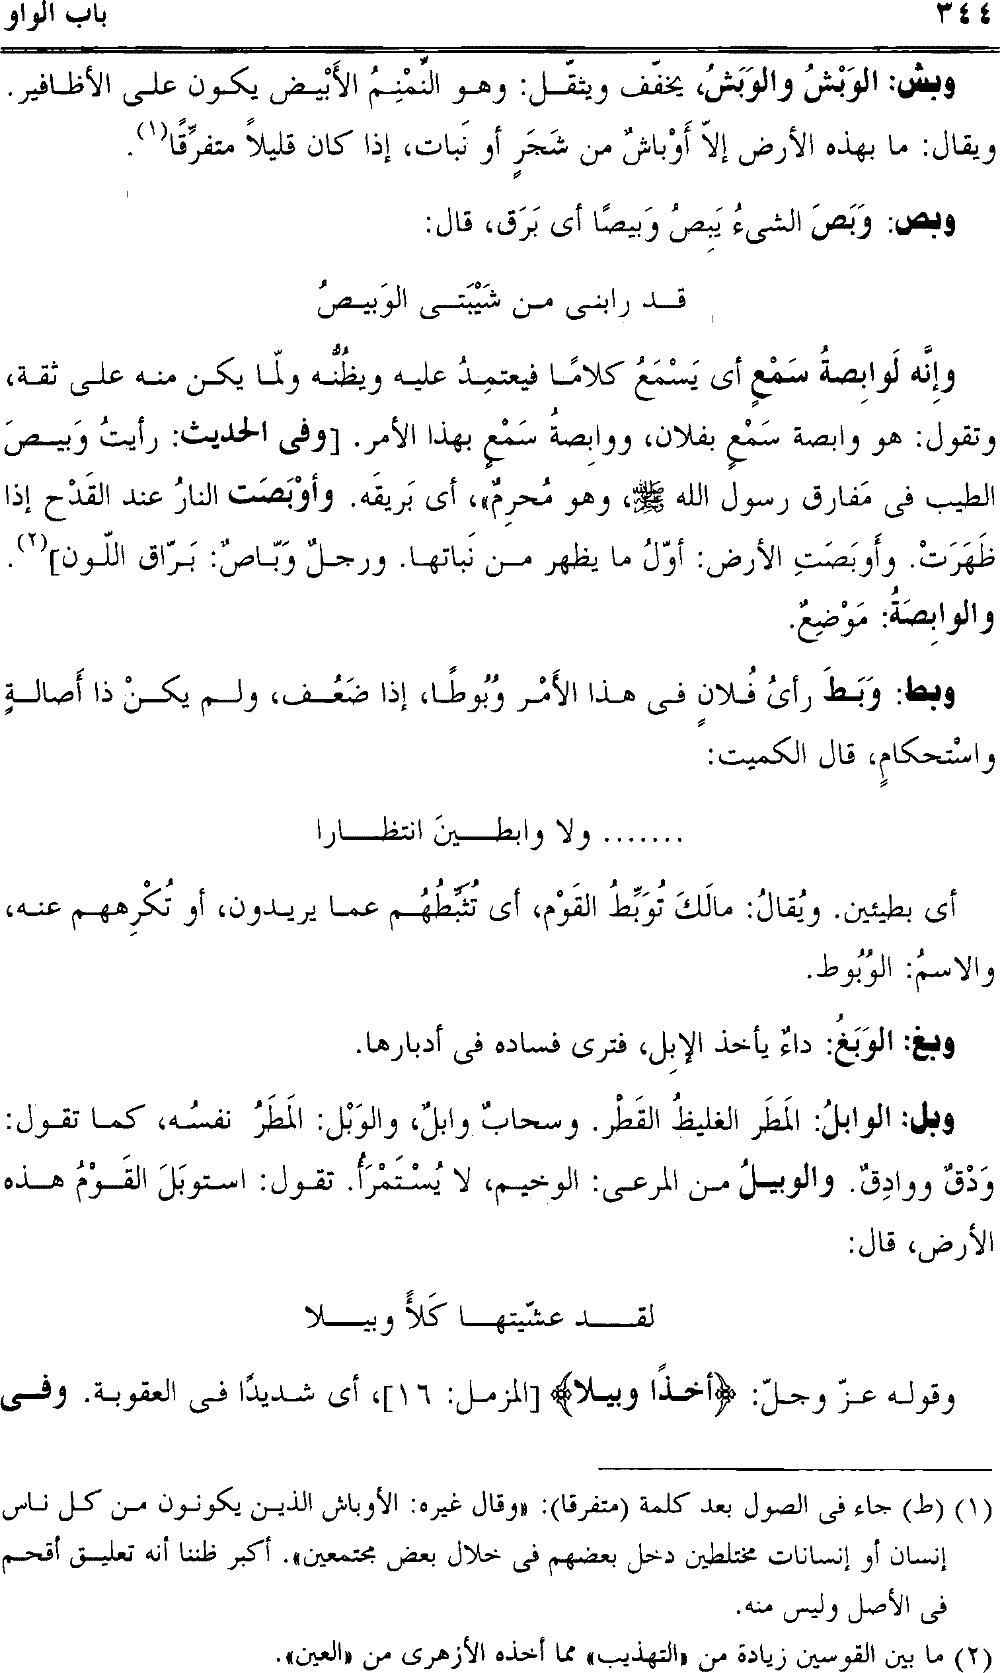 ٣٤٤ باب الواو
وبش: الوَبْشُ والوَبَشُ، يخفّف ويثقّل: وهو النَّمْنِمُ الأَبْيض يكون على الأظافير.
ويقال: ما بهذه الأرض إلاّ أَوْباشٌ من شَجَرٍ أو نَبات، إذا كان قليلاً متفرِّقًا(١).
وبص: وَبَصَ الشىءُ يَبِصُ وَبيصًا أى بَرَق، قال:
قد رابنى من شَيْبَتى الوَبيصُ
وإنَّه لَوابِصةُ سَمْعٍ أى يَسْمَعُ كلامًا فيعتمِدُ عليه ويظُنُّه ولمّا يكن منه على ثقة،
وتقول: هو وابصة سَمْعٍ بفلان، ووابِصةُ سَمْعٍ بهذا الأمر. [وفى الحديث: رأيتُ وَبيصَ
الطيب فى مَفارق رسول الله ﷺ، وهو مُحرِمٌ»، أى بَريقَه. وأوْبَصَت النارُ عند القَدْح إذا
ظَهَرَتْ. وأَوبَصَتِ الأرض: أوّلُ ما يظهر من نَباتها. ورجلٌ وَبّاصٌ: بَرّاق اللّون](٢).
والوابِصَةُ: مَوْضِعٌ.
وبط: وَبَطَ رأىُ فُلانٍ فى هذا الأَمْر وُبُوطًا، إذا ضَعُف، ولم يكنْ ذا أَصالةٍ
واسْتحكامٍ، قال الكميت:
....... ولا وابطينَ انتظارا
أى بطيئين. ويُقالُ: مالَكَ تُوَبِّطُ القَوْم، أى تُثَبِّطُهُم عما يريدون، أو تُكْرِههم عنه،
والاسمُ: الوُبُوط.
وبغ: الوَبَغُ: داءٌ يأخذ الإبِل، فترى فساده فى أدبارها.
وبل: الوابلُ: المَطَر الغليظُ القَطْر. وسحابٌ وابلٌ، والوَبْل: المَطَرُ نفسُه، كما تقول:
وَدْقٌ ووادِقٌ. والوبيلُ من المرعى: الوخيم، لا يُسْتَمْرَأُ. تقول: استوبَلَ القَوْمُ هذه
الأرض، قال:
لقد عشّيتها كَلأً وبيلا
وقوله عزّ وجلّ: ﴿أخذًا وبيلا﴾ [المزمل: ١٦]، أى شديدًا فى العقوبة. وفى
(١) (ط) جاء فى الصول بعد كلمة (متفرقا): «وقال غيره: الأوباش الذين يكونون من كل ناس
إنسان أو إنسانات مختلطين دخل بعضهم فى خلال بعض مجتمعين». أكبر ظننا أنه تعليق أقحم
فى الأصل وليس منه.
(٢) ما بين القوسين زيادة من «التهذيب» مما أخذه الأزهرى من «العين».